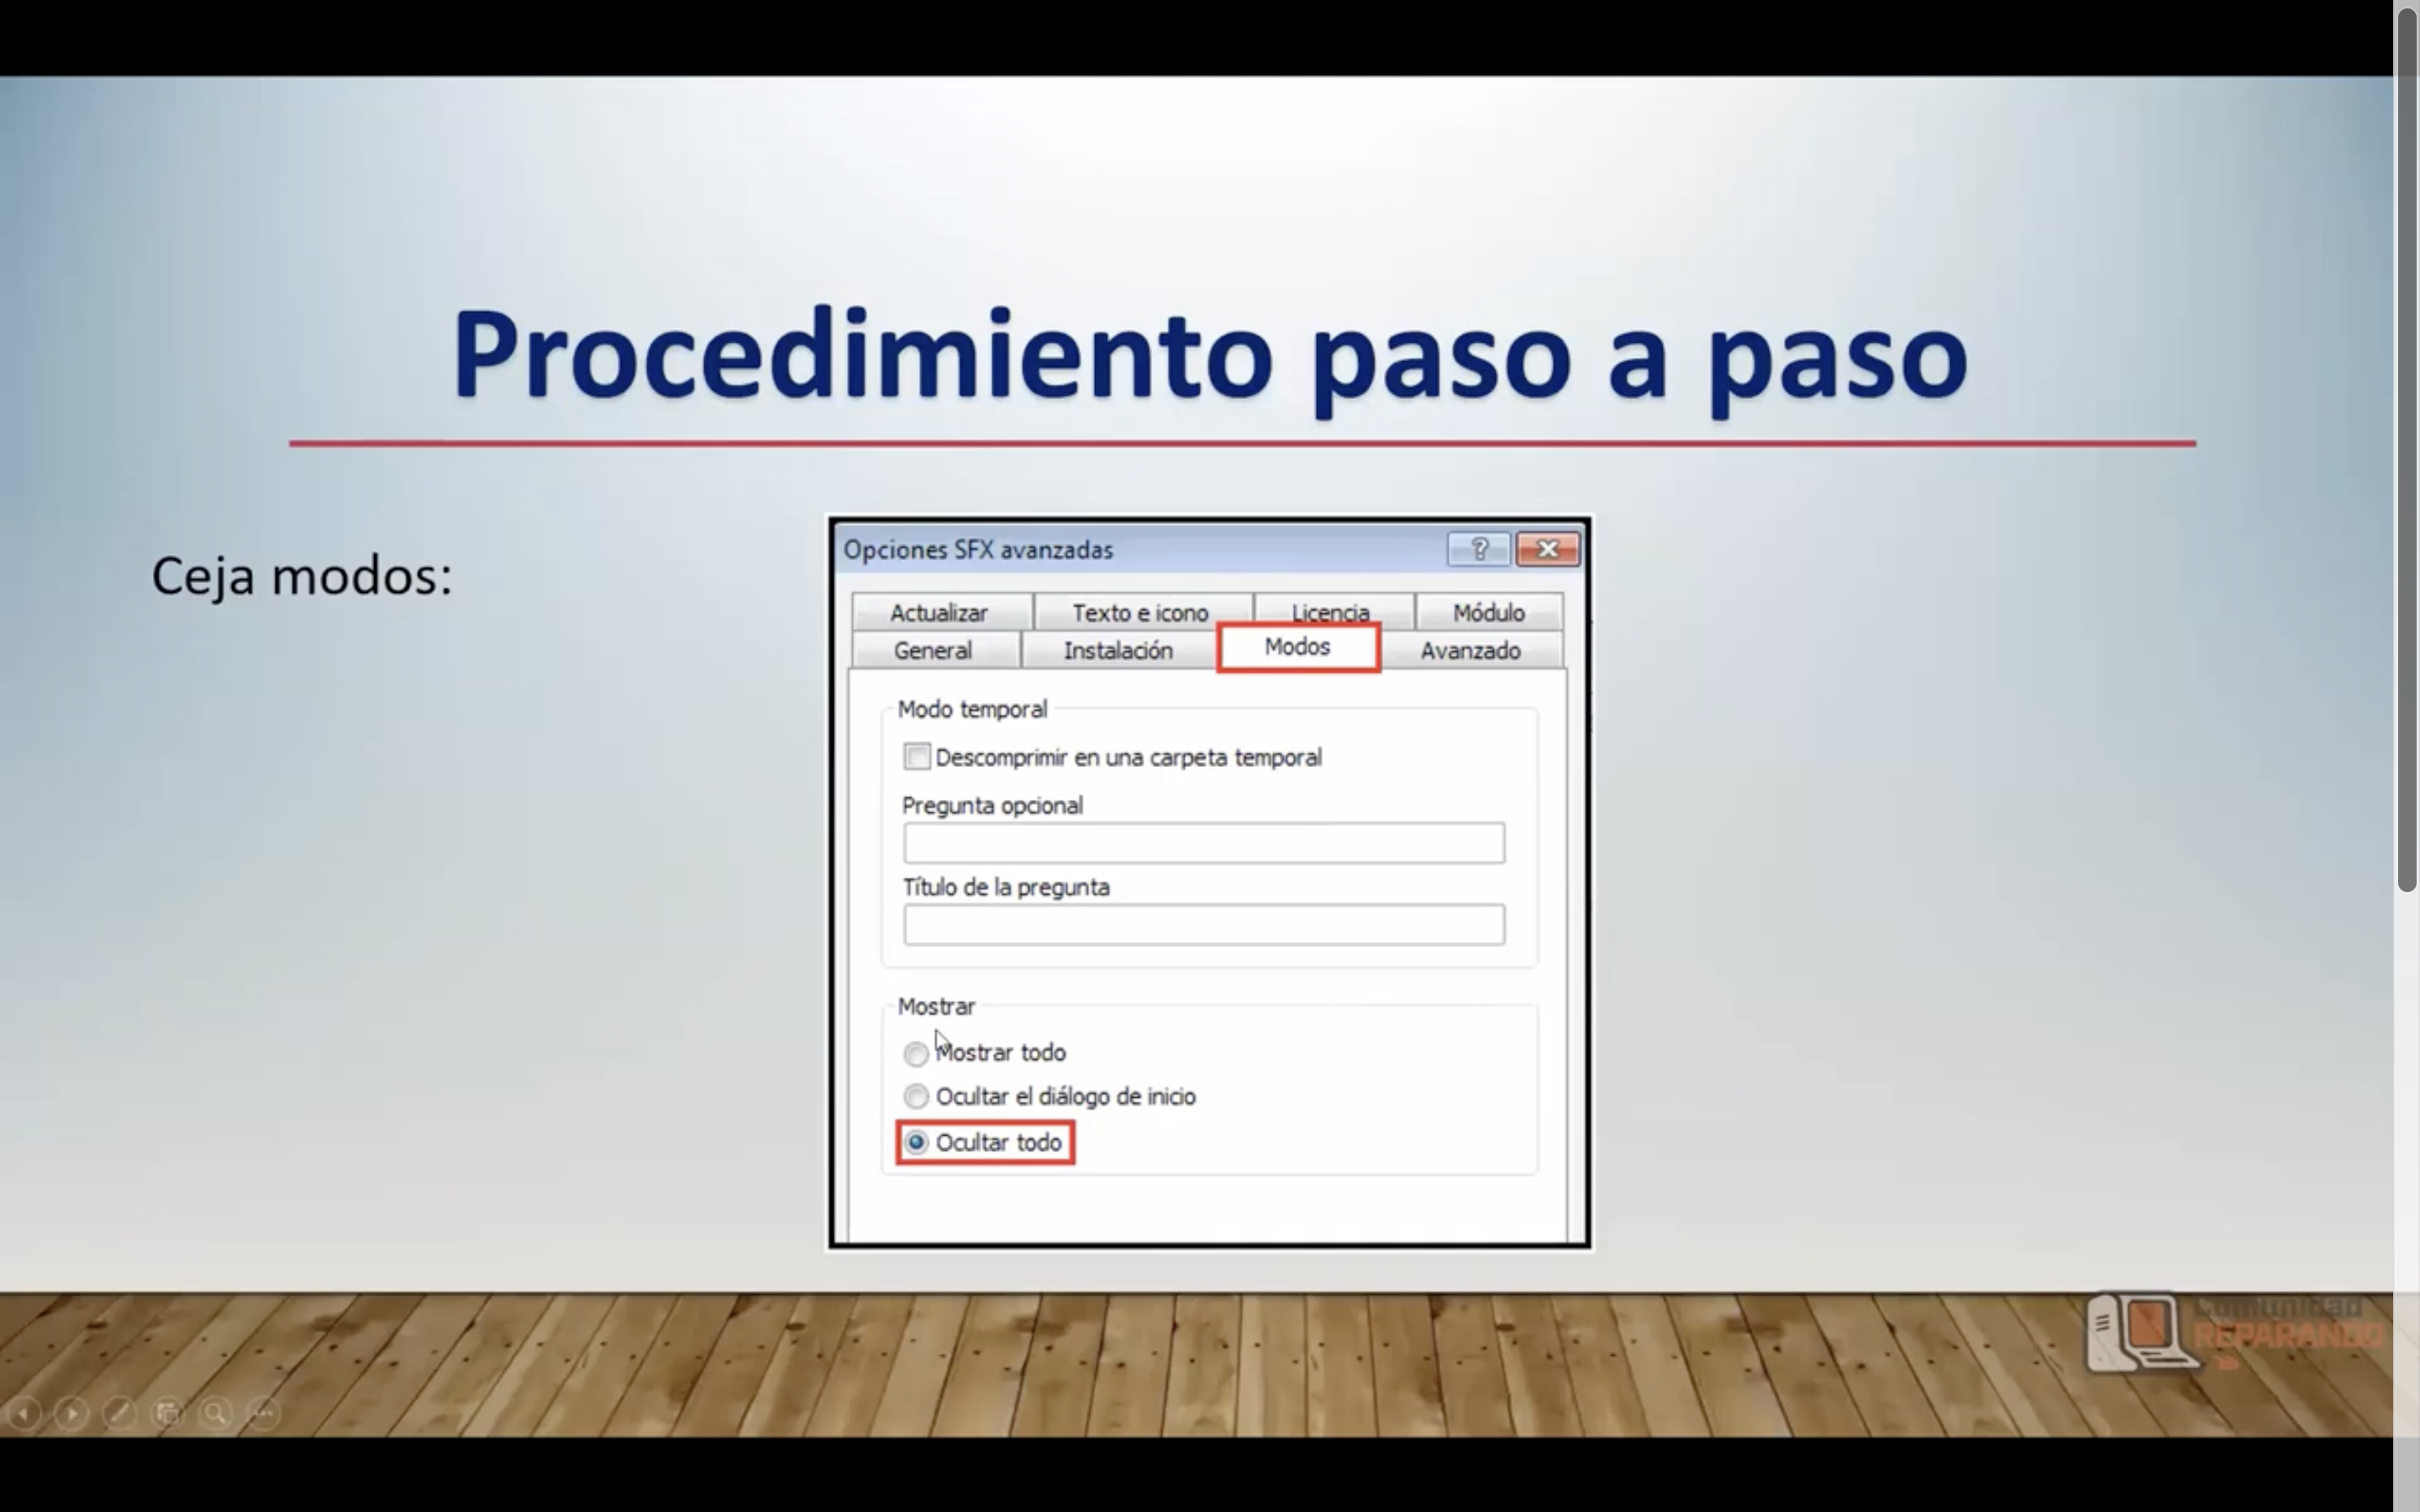 Procedimiento paso a paso
Ceja modos:
Opciones SFX avanzadas
Actualizar Texto e icono Licencia Módulo
General Instalación Modos Avanzado
Modo temporal
Descomprimir en una carpeta temporal
Pregunta opcional
Título de la pregunta
Mostrar
Mostrar todo
Ocultar el diálogo de inicio
Ocultar todo
Comunidad
REPARANDO